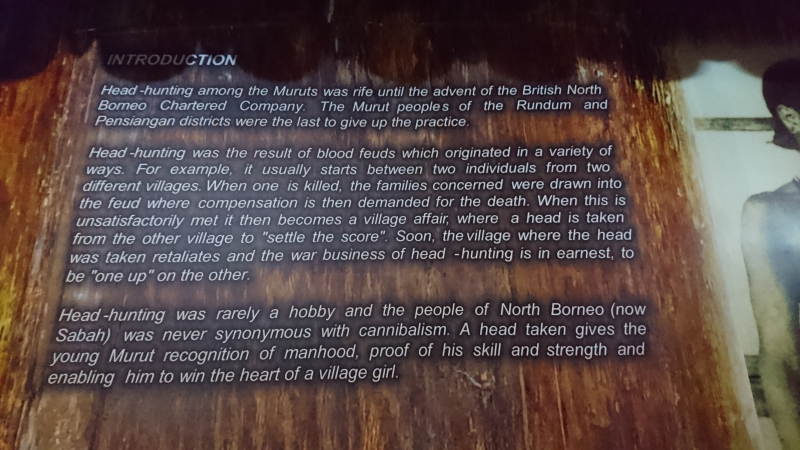 INTRODUCTION
Head-hunting among the Muruts was rife until the advent of the British North
Borneo Chartered Company. The Murut peoples of the Rundum and
Pensiangan districts were the last to give up the practice.
Head-hunting was the result of blood feuds which originated in a variety of
ways. For example, it usually starts between two individuals from two
different villages. When one is killed, the families concerned were drawn into
the feud where compensation is then demanded for the death. When this is
unsatisfactorily met it then becomes a village affair, where a head is taken
from the other village to "settle the score". Soon, the village where the head
was taken retaliates and the war business of head -hunting is in earnest, to
be "one up" on the other.
Head-hunting was rarely a hobby and the people of North Borneo (now
Sabah) was never synonymous with cannibalism. A head taken gives the
young Murut recognition of manhood, proof of his skill and strength and
enabling him to win the heart of a village girl.